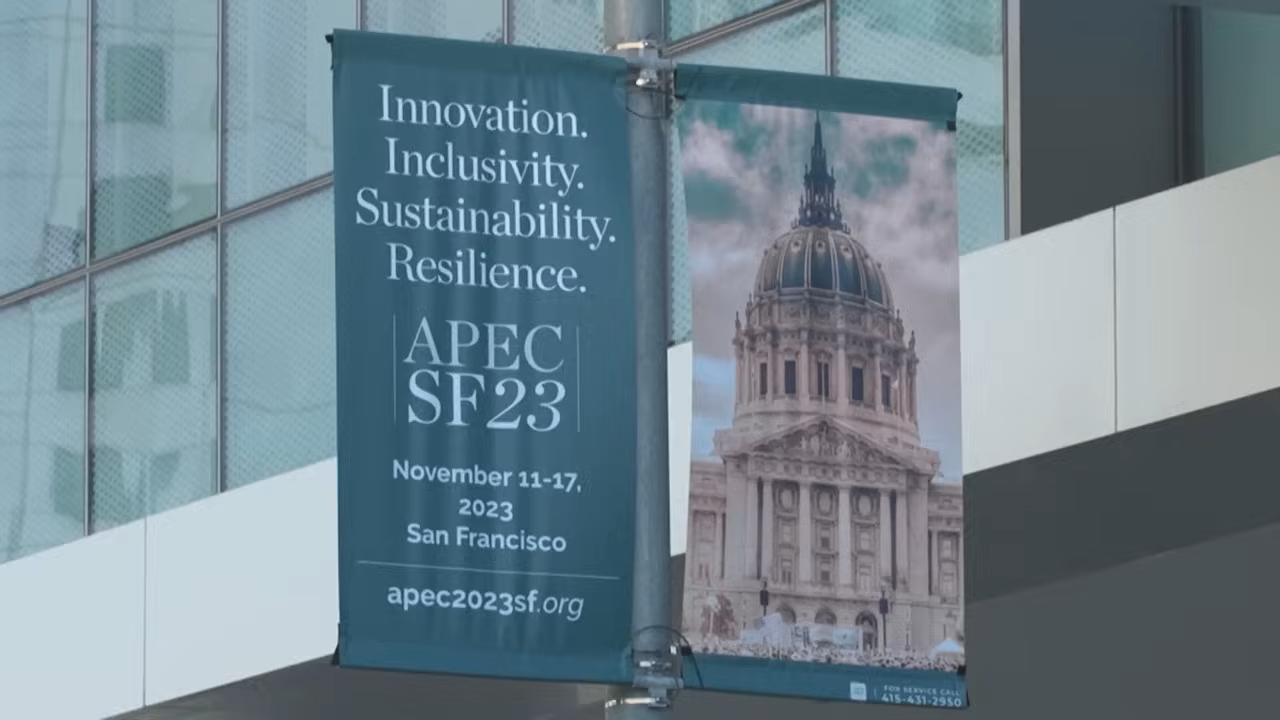 Innovation.
Inclusivity.
Sustainability.
Resilience.
APEC
SF23
November 11-17,
2023
San Francisco
apec2023sf.org
FOR SERVICE CALL
415-431-2950